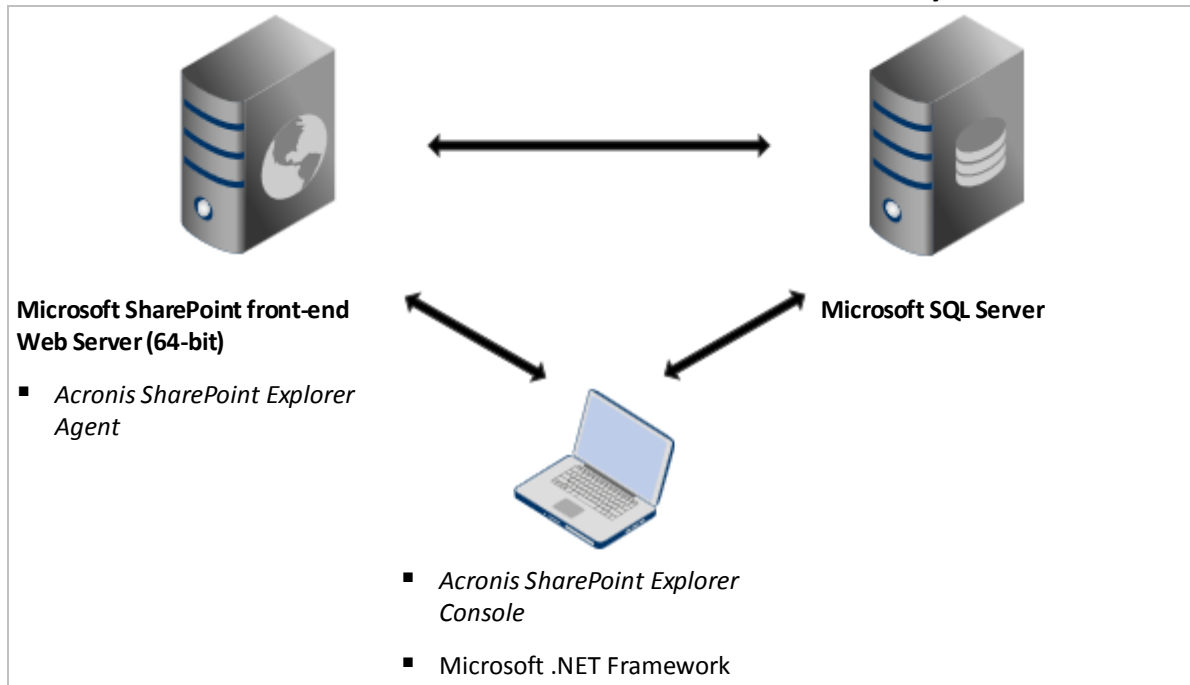 Microsoft SharePoint front-end
Web Server (64-bit)
▪ Acronis SharePoint Explorer
Agent
Microsoft SQL Server
▪ Acronis SharePoint Explorer
Console
▪ Microsoft .NET Framework